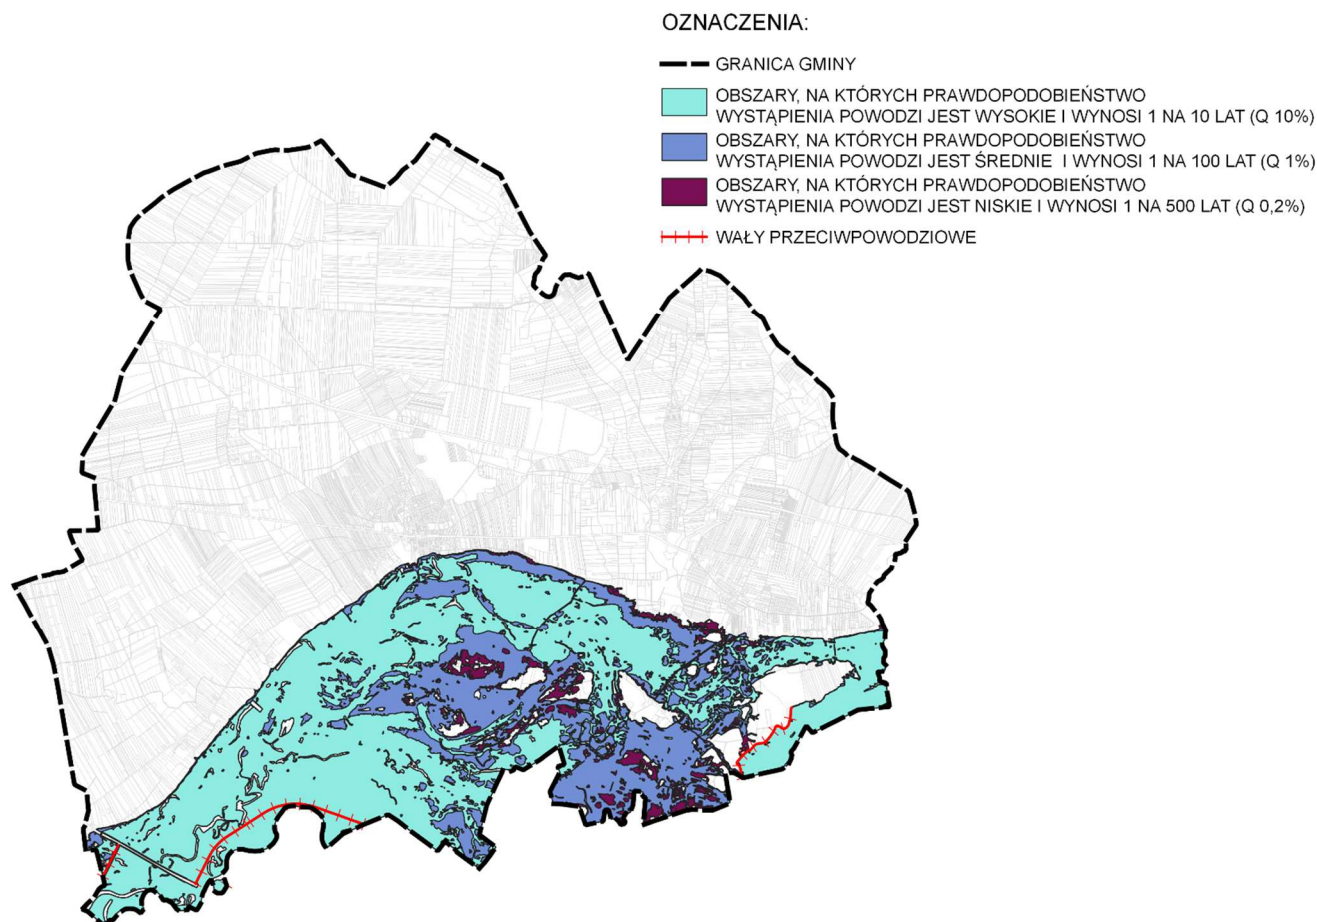 OZNACZENIA:
GRANICA GMINY
OBSZARY, NA KTÓRYCH PRAWDOPODOBIEŃSTWO
WYSTĄPIENIA POWODZI JEST WYSOKIE I WYNOSI 1 NA 10 LAT (Q 10%)
OBSZARY, NA KTÓRYCH PRAWDOPODOBIEŃSTWO
WYSTĄPIENIA POWODZI JEST ŚREDNIE I WYNOSI 1 NA 100 LAT (Q 1%)
OBSZARY, NA KTÓRYCH PRAWDOPODOBIEŃSTWO
WYSTĄPIENIA POWODZI JEST NISKIE I WYNOSI 1 NA 500 LAT (Q 0,2%)
WAŁY PRZECIWPOWODZIOWE